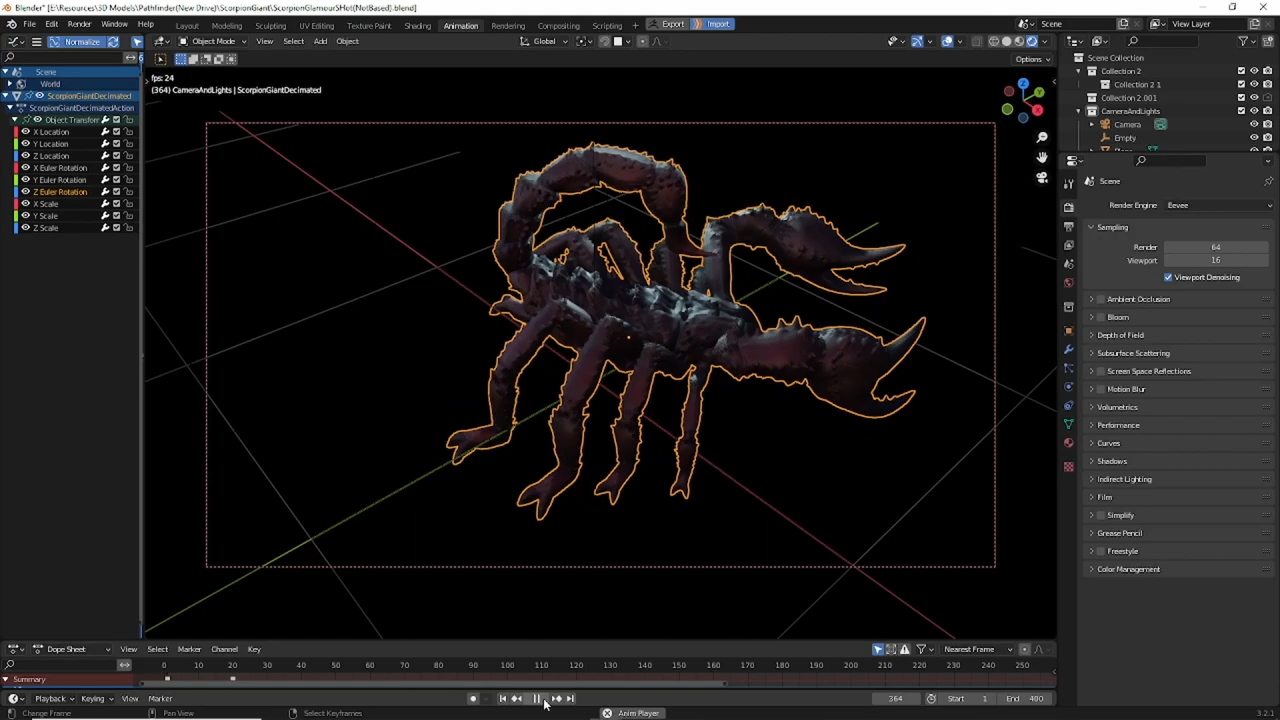 Blender* [E:\Resources\3D Models\Pathfinder(New Drive)\ScorpionGiant\ScorpionGlamourSHot(NotBased).blend]
File Edit Render Window Help Layout Modeling Sculpting UV Editing Texture Paint Shading Animation Rendering Compositing Scripting Export Import Scene View Layer
Normalize Object Mode View Select Add Object Global
Options
Scene
World
ScorpionGiantDecimated
ScorpionGiantDecimatedAction
Object Transform
X Location
Y Location
Z Location
X Euler Rotation
Y Euler Rotation
Z Euler Rotation
X Scale
Y Scale
Z Scale
fps: 24
(364) CameraAndLights | ScorpionGiantDecimated
Z
Y
X
Scene Collection
Collection 2
Collection 2 1
Collection 2.001
CameraAndLights
Camera
Empty
Scene
Render Engine Eevee
Sampling
Render 64
Viewport 16
Viewport Denoising
Ambient Occlusion
Bloom
Depth of Field
Subsurface Scattering
Screen Space Reflections
Motion Blur
Volumetrics
Performance
Curves
Shadows
Indirect Lighting
Film
Simplify
Grease Pencil
Freestyle
Color Management
Dope Sheet View Select Marker Channel Key Nearest Frame
0 10 20 30 40 50 60 70 80 90 100 110 120 130 140 150 160 170 180 190 200 210 220 230 240 250
Summary
Playback Keying View Marker 364 Start 1 End 400
Change Frame Pan View Select Keyframes Anim Player 3.2.1